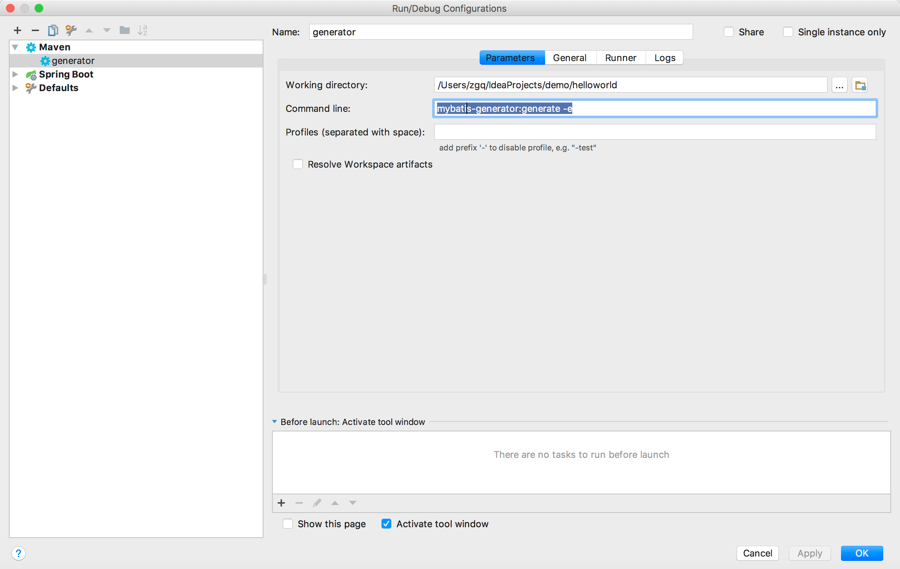 Run/Debug Configurations
Name: generator
Share
Single instance only
Maven
generator
Spring Boot
Defaults
Parameters General Runner Logs
Working directory: /Users/zgq/IdeaProjects/demo/helloworld ...
Command line: mybatis-generator:generate -e
Profiles (separated with space):
add prefix '-' to disable profile, e.g. "-test"
Resolve Workspace artifacts
Before launch: Activate tool window
There are no tasks to run before launch
Show this page
Activate tool window
?
Cancel Apply OK